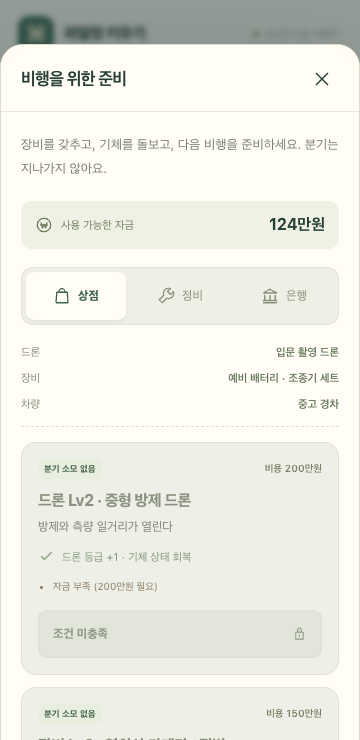 비행을 위한 준비
장비를 갖추고, 기체를 돌보고, 다음 비행을 준비하세요. 분기는
지나가지 않아요.
사용 가능한 자금 124만원
상점 정비 은행
드론 입문 촬영 드론
장비 예비 배터리 · 조종기 세트
차량 중고 경차
분기 소모 없음 비용 200만원
드론 Lv2 · 중형 방제 드론
방제와 측량 일거리가 열린다
드론 등급 +1 · 기체 상태 회복
• 자금 부족 (200만원 필요)
조건 미충족
분기 소모 없음 비용 150만원